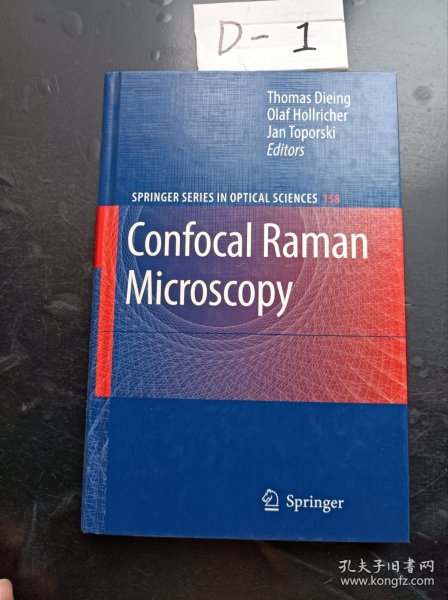 D-1
Thomas Dieing
Olaf Hollricher
Jan Toporski
Editors
SPRINGER SERIES IN OPTICAL SCIENCES 158
Confocal Raman
Microscopy
Springer
孔夫子旧书网
www.kongfz.com